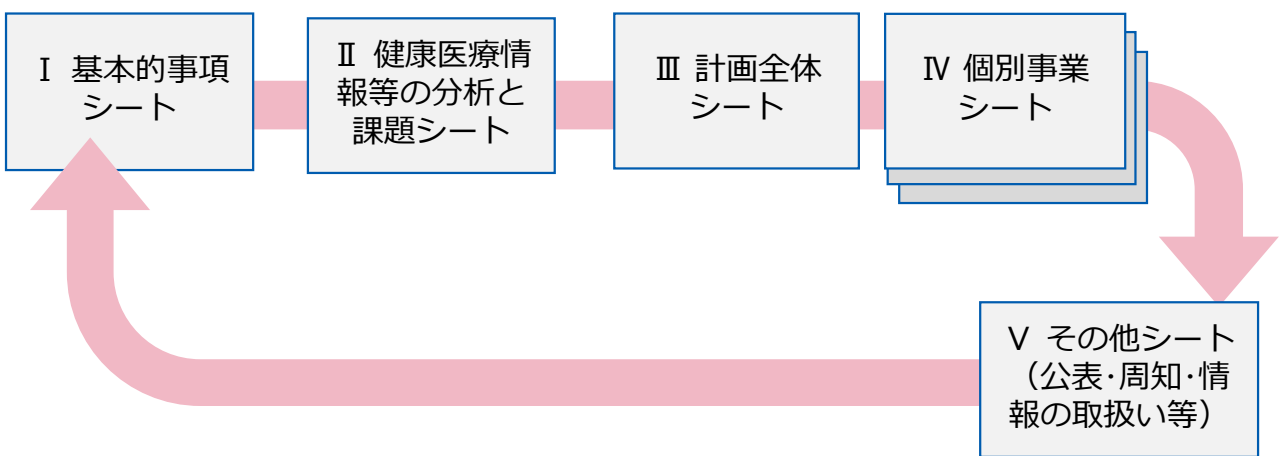 Ⅰ 基本的事項
シート
Ⅱ 健康医療情
報等の分析と
課題シート
Ⅲ 計画全体
シート
Ⅳ 個別事業
シート
Ⅴ その他シート
（公表･周知･情
報の取扱い等）